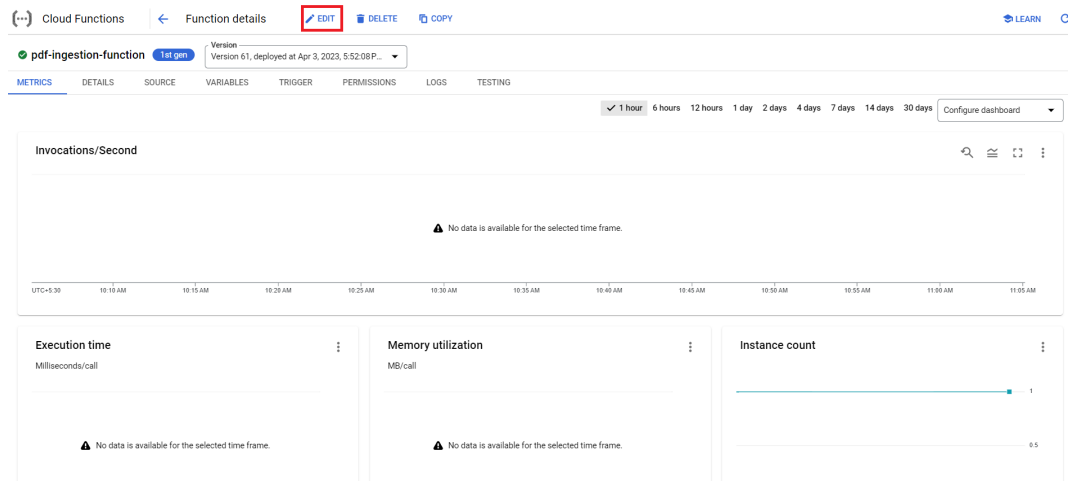 Cloud Functions Function details EDIT DELETE COPY LEARN
pdf-ingestion-function 1st gen Version
Version 61, deployed at Apr 3, 2023, 5:52:08 P...
METRICS DETAILS SOURCE VARIABLES TRIGGER PERMISSIONS LOGS TESTING
1 hour 6 hours 12 hours 1 day 2 days 4 days 7 days 14 days 30 days Configure dashboard
Invocations/Second
No data is available for the selected time frame.
UTC+5:30 10:10 AM 10:15 AM 10:20 AM 10:25 AM 10:30 AM 10:35 AM 10:40 AM 10:45 AM 10:50 AM 10:55 AM 11:00 AM 11:05 AM
Execution time Memory utilization Instance count
Milliseconds/call MB/call
1
No data is available for the selected time frame. No data is available for the selected time frame. 0.5